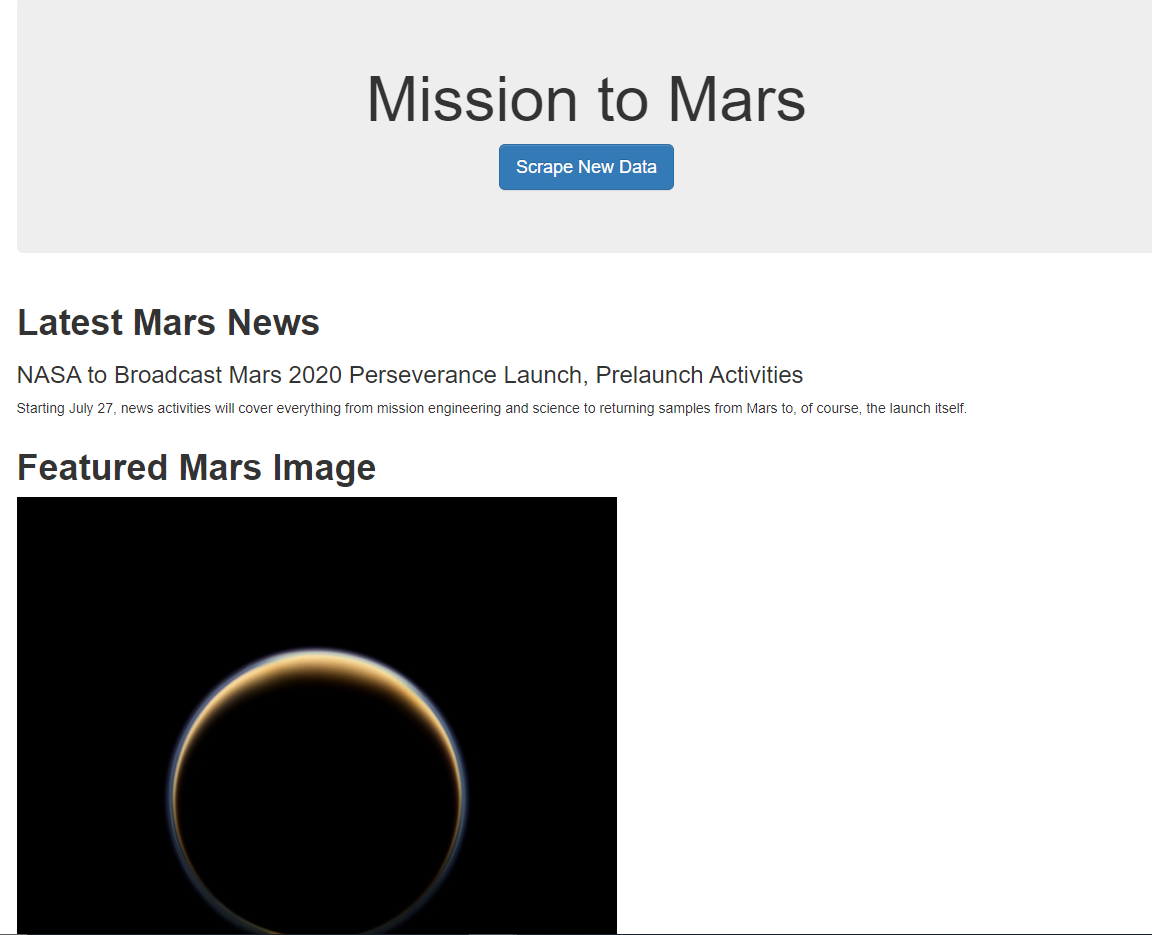 Mission to Mars
Scrape New Data
Latest Mars News
NASA to Broadcast Mars 2020 Perseverance Launch, Prelaunch Activities
Starting July 27, news activities will cover everything from mission engineering and science to returning samples from Mars to, of course, the launch itself.
Featured Mars Image